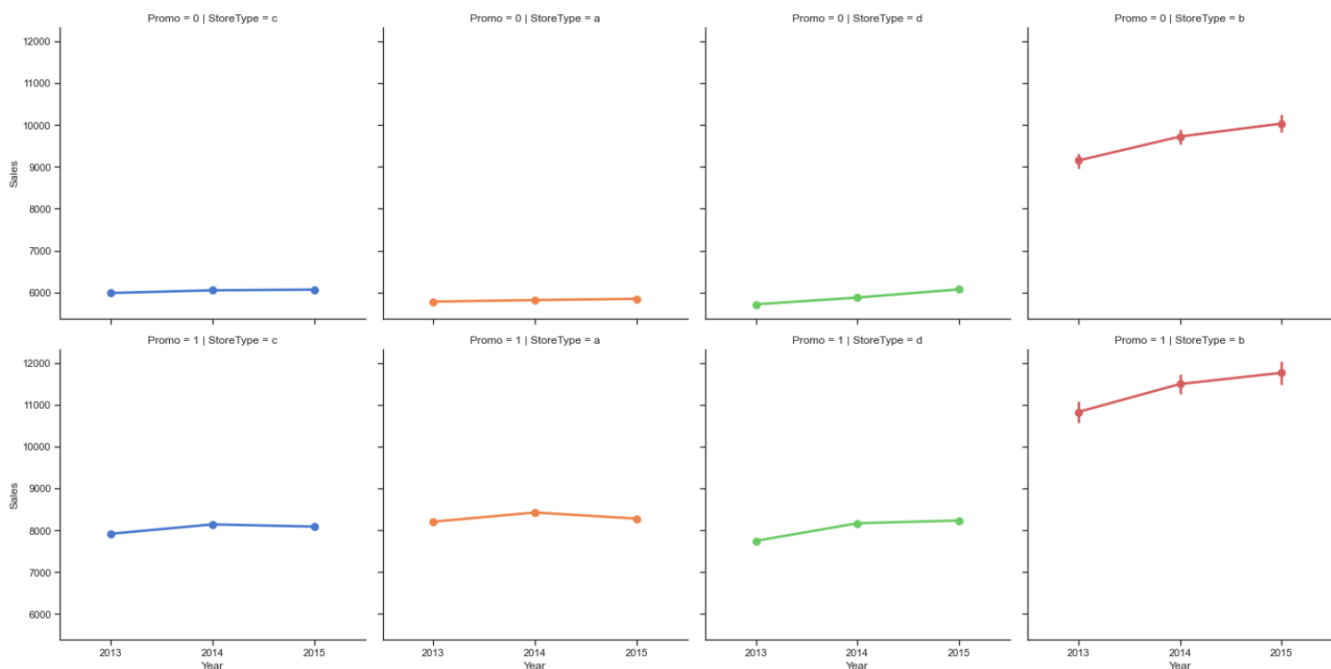 Promo = 0 | StoreType = c
Promo = 0 | StoreType = a
Promo = 0 | StoreType = d
Promo = 0 | StoreType = b
12000
11000
10000
9000
8000
7000
6000
Sales
Promo = 1 | StoreType = c
Promo = 1 | StoreType = a
Promo = 1 | StoreType = d
Promo = 1 | StoreType = b
12000
11000
10000
9000
8000
7000
6000
Sales
2013 2014 2015
Year
2013 2014 2015
Year
2013 2014 2015
Year
2013 2014 2015
Year